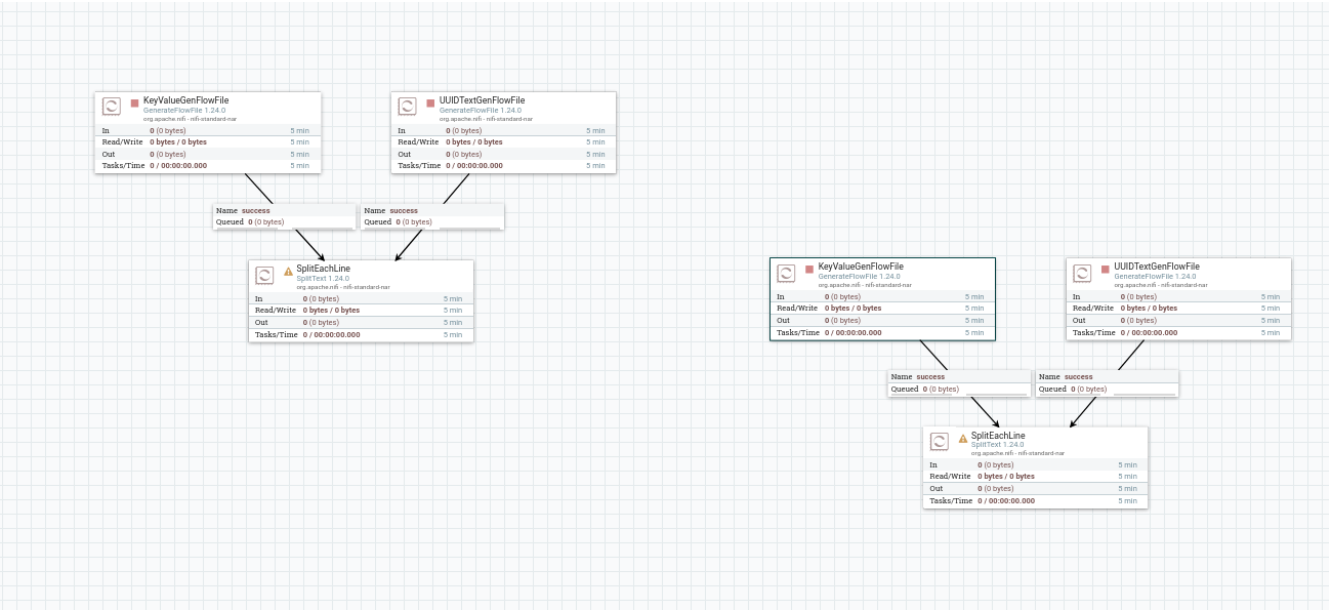 KeyValueGenFlowFile
GenerateFlowFile 1.24.0
org.apache.nifi - nifi-standard-nar
In 0 (0 bytes) 5 min
Read/Write 0 bytes / 0 bytes 5 min
Out 0 (0 bytes) 5 min
Tasks/Time 0 / 00:00:00.000 5 min
UUIDTextGenFlowFile
GenerateFlowFile 1.24.0
org.apache.nifi - nifi-standard-nar
In 0 (0 bytes) 5 min
Read/Write 0 bytes / 0 bytes 5 min
Out 0 (0 bytes) 5 min
Tasks/Time 0 / 00:00:00.000 5 min
Name success
Queued 0 (0 bytes)
Name success
Queued 0 (0 bytes)
SplitEachLine
SplitText 1.24.0
org.apache.nifi - nifi-standard-nar
In 0 (0 bytes) 5 min
Read/Write 0 bytes / 0 bytes 5 min
Out 0 (0 bytes) 5 min
Tasks/Time 0 / 00:00:00.000 5 min
KeyValueGenFlowFile
GenerateFlowFile 1.24.0
org.apache.nifi - nifi-standard-nar
In 0 (0 bytes) 5 min
Read/Write 0 bytes / 0 bytes 5 min
Out 0 (0 bytes) 5 min
Tasks/Time 0 / 00:00:00.000 5 min
UUIDTextGenFlowFile
GenerateFlowFile 1.24.0
org.apache.nifi - nifi-standard-nar
In 0 (0 bytes) 5 min
Read/Write 0 bytes / 0 bytes 5 min
Out 0 (0 bytes) 5 min
Tasks/Time 0 / 00:00:00.000 5 min
Name success
Queued 0 (0 bytes)
Name success
Queued 0 (0 bytes)
SplitEachLine
SplitText 1.24.0
org.apache.nifi - nifi-standard-nar
In 0 (0 bytes) 5 min
Read/Write 0 bytes / 0 bytes 5 min
Out 0 (0 bytes) 5 min
Tasks/Time 0 / 00:00:00.000 5 min